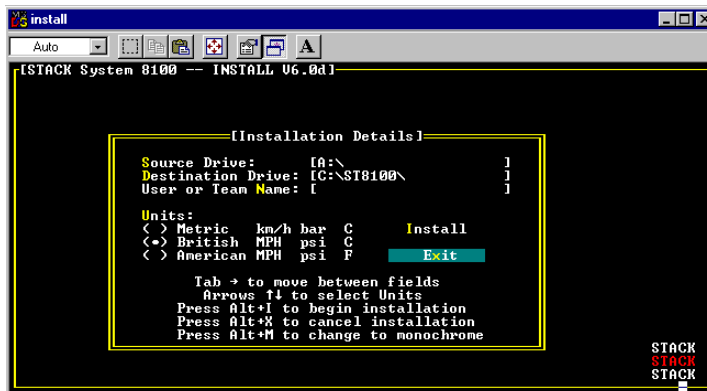 install
Auto
A
[STACK System 8100 -- INSTALL V6.0d]
[Installation Details]
Source Drive: [A:\ ]
Destination Drive: [C:\ST8100\ ]
User or Team Name: [ ]
Units:
( ) Metric km/h bar C Install
(•) British MPH psi C
( ) American MPH psi F Exit
Tab → to move between fields
Arrows ↑↓ to select Units
Press Alt+I to begin installation
Press Alt+X to cancel installation
Press Alt+M to change to monochrome
STACK
STACK
STACK